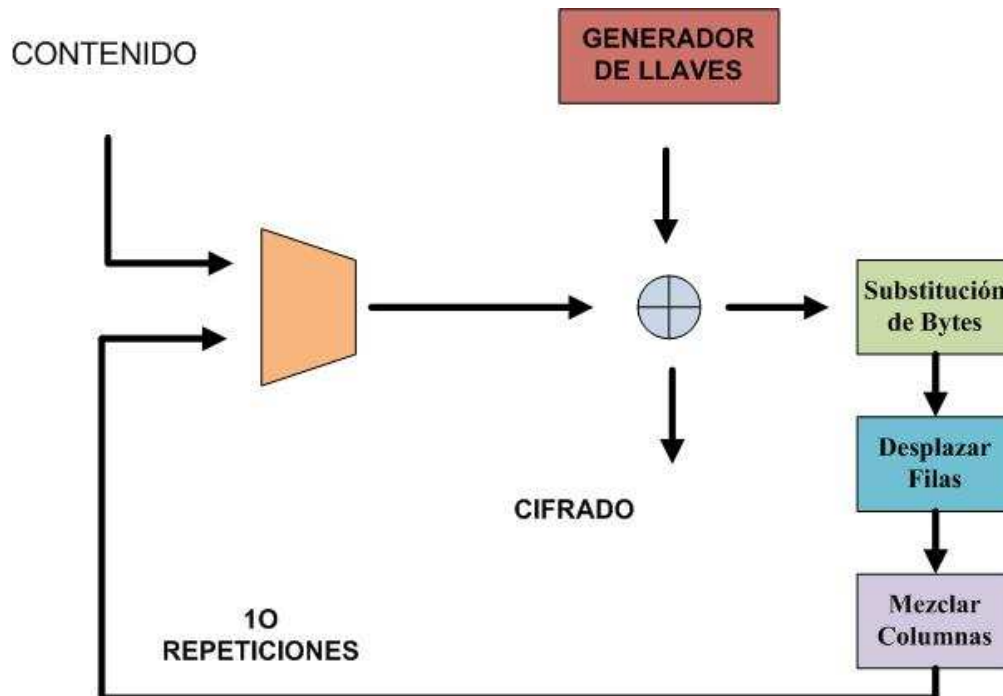 CONTENIDO
GENERADOR
DE LLAVES
Substitución
de Bytes
Desplazar
Filas
CIFRADO
Mezclar
Columnas
1O
REPETICIONES